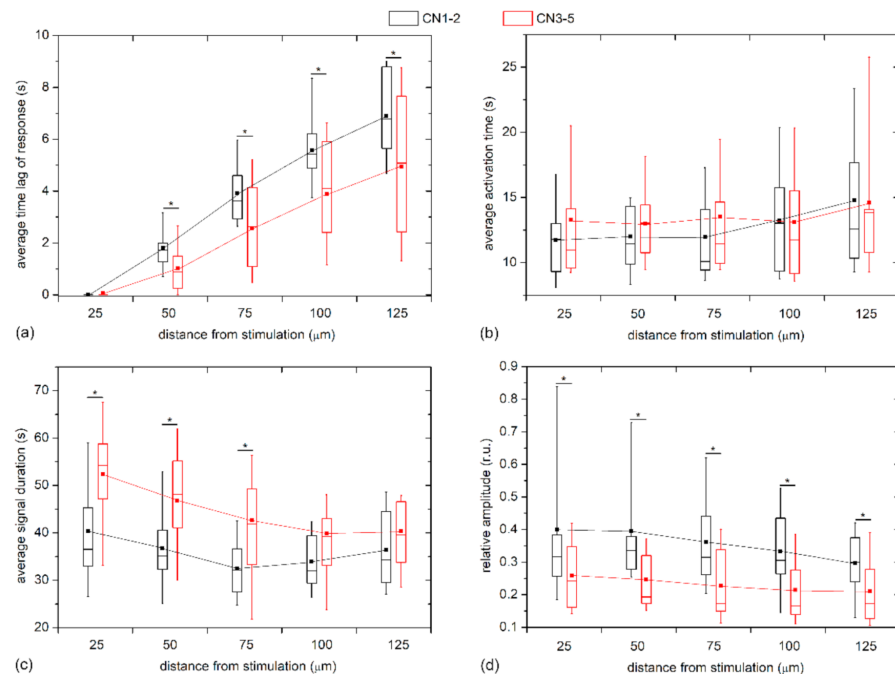 CN1-2 CN3-5
average time lag of response (s)
10
8
6
4
2
0
* * * *
25 50 75 100 125
(a) distance from stimulation (μm)
average activation time (s)
25
20
15
10
25 50 75 100 125
(b) distance from stimulation (μm)
average signal duration (s)
70
60
50
40
30
20
* * *
25 50 75 100 125
(c) distance from stimulation (μm)
relative amplitude (r.u.)
0.9
0.8
0.7
0.6
0.5
0.4
0.3
0.2
0.1
* * * * *
25 50 75 100 125
(d) distance from stimulation (μm)